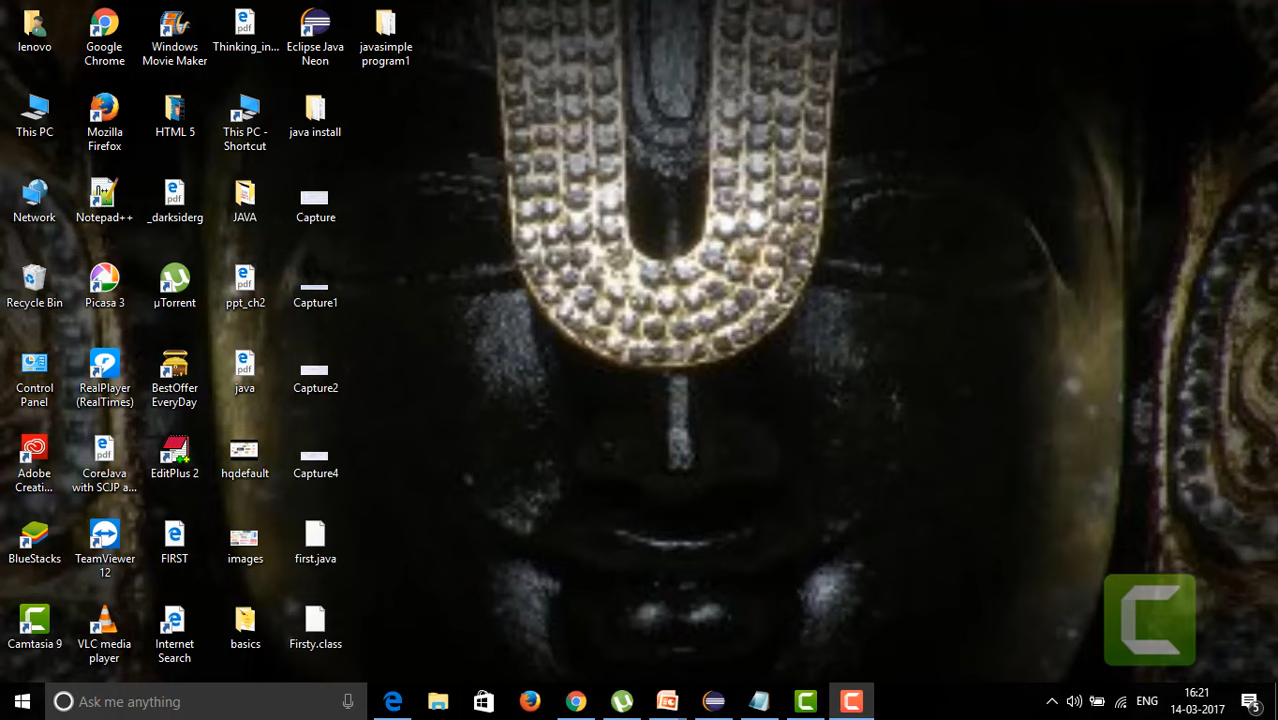 lenovo
Google
Chrome
Windows
Movie Maker
Thinking_in...
Eclipse Java
Neon
javasimple
program1
This PC
Mozilla
Firefox
HTML 5
This PC -
Shortcut
java install
Network
Notepad++
_darksiderg
JAVA
Capture
Recycle Bin
Picasa 3
µTorrent
ppt_ch2
Capture1
Control
Panel
RealPlayer
(RealTimes)
BestOffer
EveryDay
java
Capture2
Adobe
Creati...
CoreJava
with SCJP a...
EditPlus 2
hqdefault
Capture4
BlueStacks
TeamViewer
12
FIRST
images
first.java
Camtasia 9
VLC media
player
Internet
Search
basics
Firsty.class
Ask me anything
ENG
16:21
14-03-2017
5